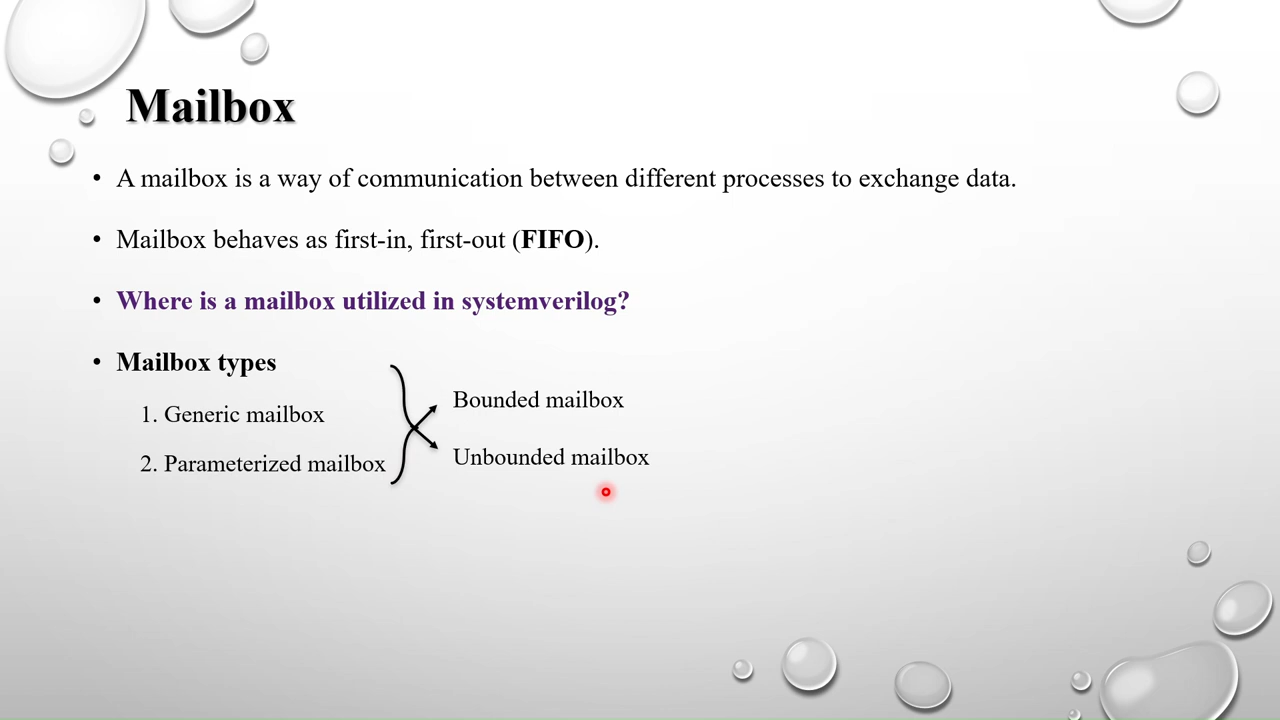 Mailbox
• A mailbox is a way of communication between different processes to exchange data.
• Mailbox behaves as first-in, first-out (FIFO).
• Where is a mailbox utilized in systemverilog?
• Mailbox types
1. Generic mailbox
2. Parameterized mailbox
Bounded mailbox
Unbounded mailbox